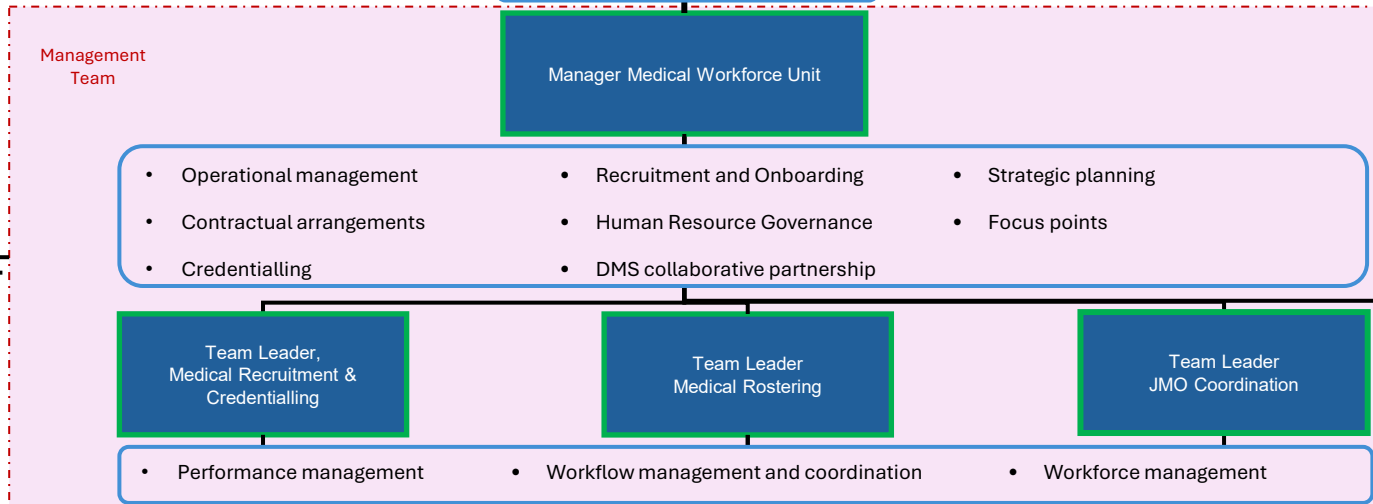 Management
Team
Manager Medical Workforce Unit
• Operational management
• Contractual arrangements
• Credentialling
• Recruitment and Onboarding
• Human Resource Governance
• DMS collaborative partnership
• Strategic planning
• Focus points
Team Leader,
Medical Recruitment &
Credentialling
Team Leader
Medical Rostering
Team Leader
JMO Coordination
• Performance management
• Workflow management and coordination
• Workforce management